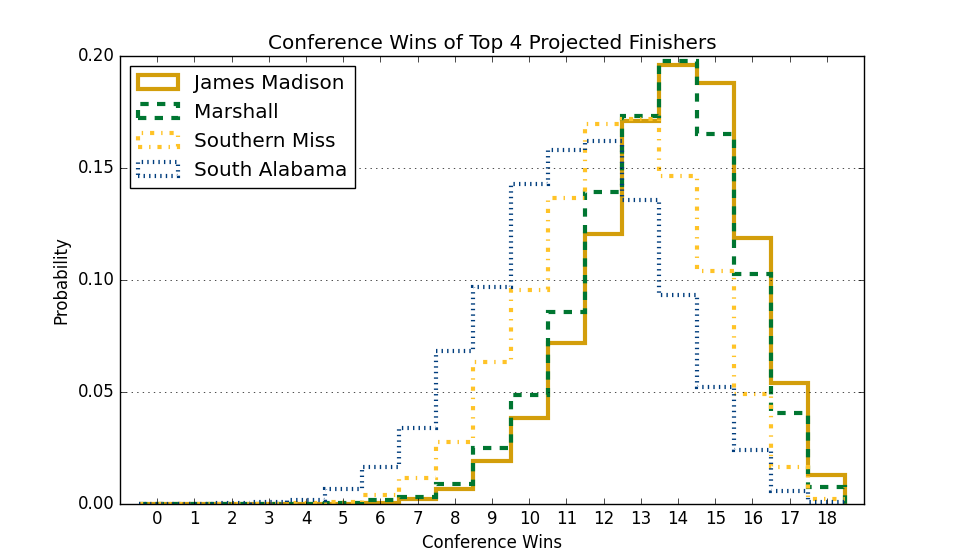 Conference Wins of Top 4 Projected Finishers
0.20
0.15
0.10
0.05
0.00
Probability
James Madison
Marshall
Southern Miss
South Alabama
0 1 2 3 4 5 6 7 8 9 10 11 12 13 14 15 16 17 18
Conference Wins